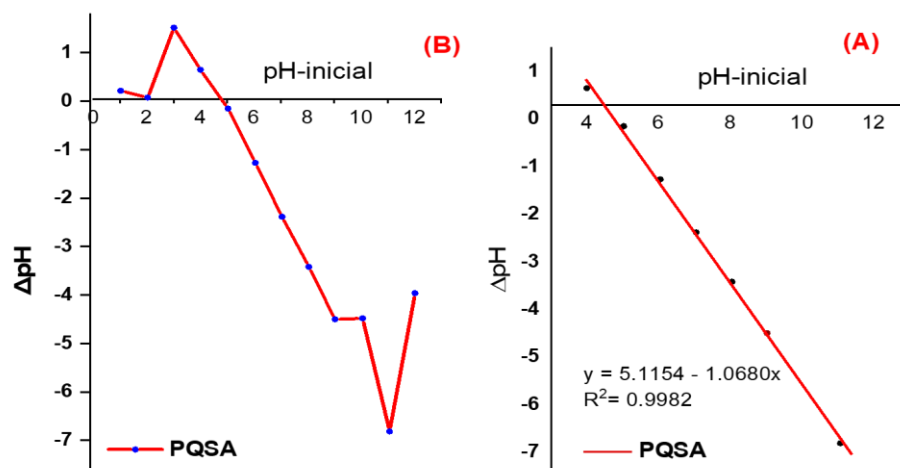 (B)
pH-inicial
1
0
-1
-2
-3
-4
-5
-6
-7
0 2 4 6 8 10 12
ΔpH
PQSA
(A)
pH-inicial
1
0
-1
-2
-3
-4
-5
-6
-7
4 6 8 10 12
ΔpH
y = 5.1154 - 1.0680x
R²= 0.9982
PQSA